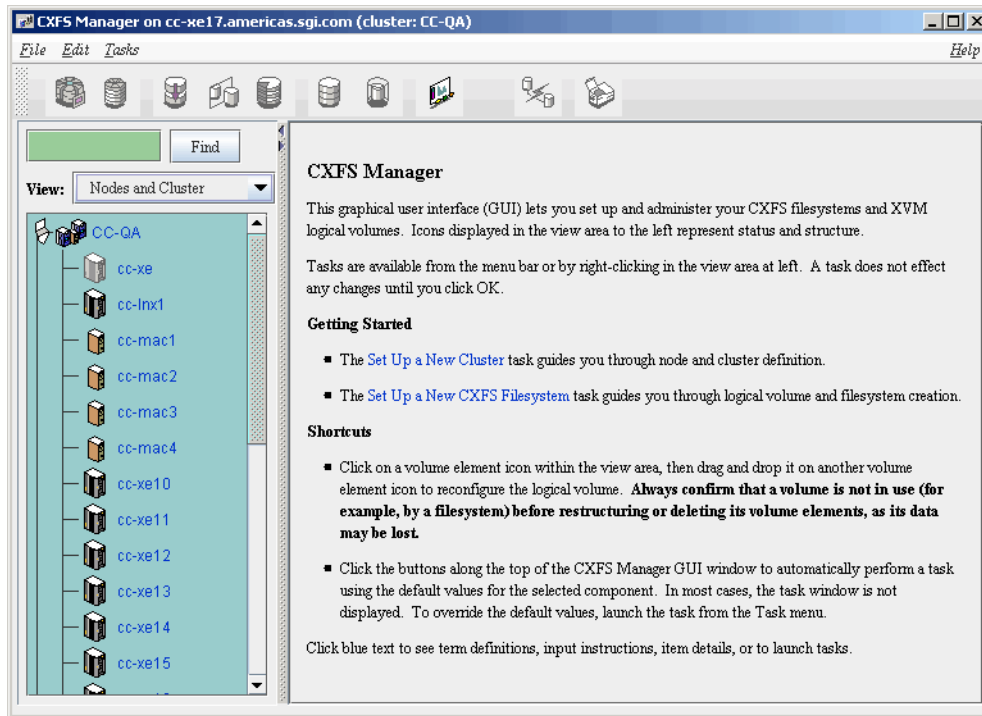 CXFS Manager on cc-xe17.americas.sgi.com (cluster: CC-QA)
File Edit Tasks Help
Find
View: Nodes and Cluster
CC-QA
cc-xe
cc-lnx1
cc-mac1
cc-mac2
cc-mac3
cc-mac4
cc-xe10
cc-xe11
cc-xe12
cc-xe13
cc-xe14
cc-xe15
CXFS Manager
This graphical user interface (GUI) lets you set up and administer your CXFS filesystems and XVM
logical volumes. Icons displayed in the view area to the left represent status and structure.
Tasks are available from the menu bar or by right-clicking in the view area at left. A task does not effect
any changes until you click OK.
Getting Started
The Set Up a New Cluster task guides you through node and cluster definition.
The Set Up a New CXFS Filesystem task guides you through logical volume and filesystem creation.
Shortcuts
Click on a volume element icon within the view area, then drag and drop it on another volume
element icon to reconfigure the logical volume. Always confirm that a volume is not in use (for
example, by a filesystem) before restructuring or deleting its volume elements, as its data
may be lost.
Click the buttons along the top of the CXFS Manager GUI window to automatically perform a task
using the default values for the selected component. In most cases, the task window is not
displayed. To override the default values, launch the task from the Task menu.
Click blue text to see term definitions, input instructions, item details, or to launch tasks.